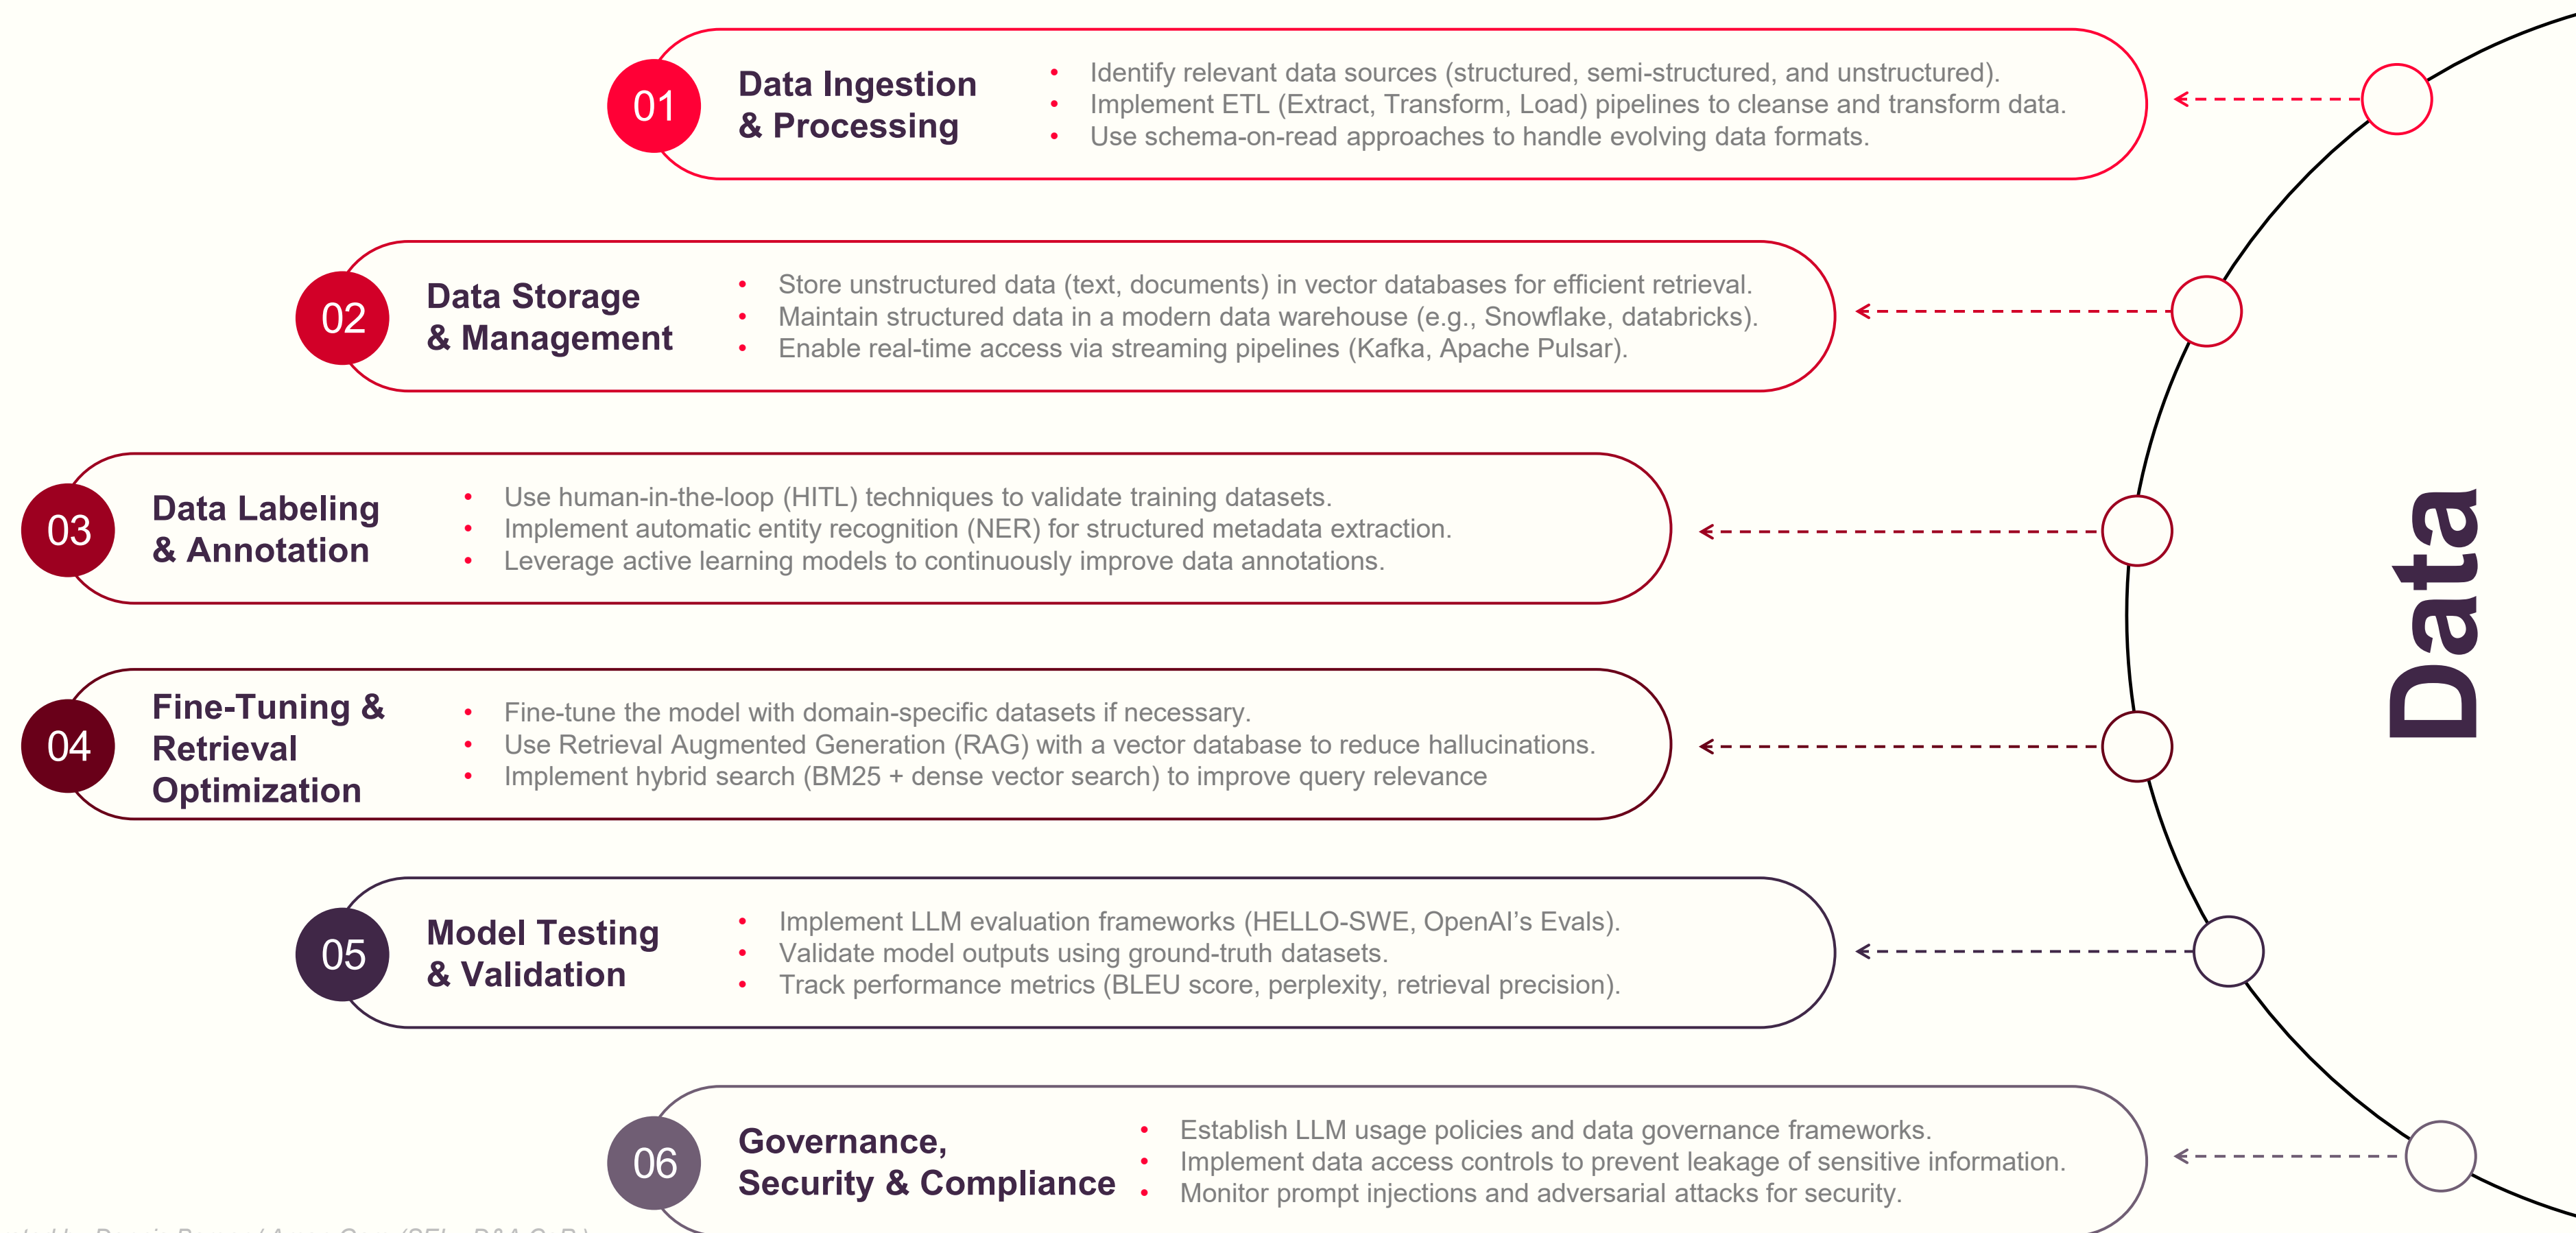 01
Data Ingestion
& Processing
• Identify relevant data sources (structured, semi-structured, and unstructured).
• Implement ETL (Extract, Transform, Load) pipelines to cleanse and transform data.
• Use schema-on-read approaches to handle evolving data formats.
02
Data Storage
& Management
• Store unstructured data (text, documents) in vector databases for efficient retrieval.
• Maintain structured data in a modern data warehouse (e.g., Snowflake, databricks).
• Enable real-time access via streaming pipelines (Kafka, Apache Pulsar).
03
Data Labeling
& Annotation
• Use human-in-the-loop (HITL) techniques to validate training datasets.
• Implement automatic entity recognition (NER) for structured metadata extraction.
• Leverage active learning models to continuously improve data annotations.
04
Fine-Tuning &
Retrieval
Optimization
• Fine-tune the model with domain-specific datasets if necessary.
• Use Retrieval Augmented Generation (RAG) with a vector database to reduce hallucinations.
• Implement hybrid search (BM25 + dense vector search) to improve query relevance
05
Model Testing
& Validation
• Implement LLM evaluation frameworks (HELLO-SWE, OpenAI’s Evals).
• Validate model outputs using ground-truth datasets.
• Track performance metrics (BLEU score, perplexity, retrieval precision).
06
Governance,
Security & Compliance
• Establish LLM usage policies and data governance frameworks.
• Implement data access controls to prevent leakage of sensitive information.
• Monitor prompt injections and adversarial attacks for security.
Data